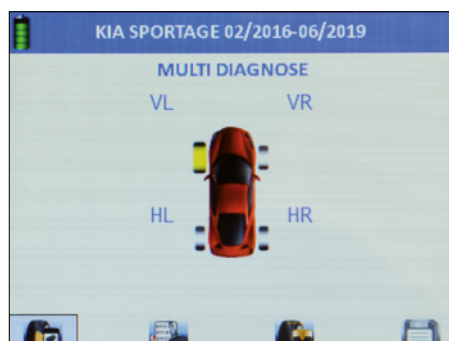 KIA SPORTAGE 02/2016-06/2019
MULTI DIAGNOSE
VL VR
HL HR